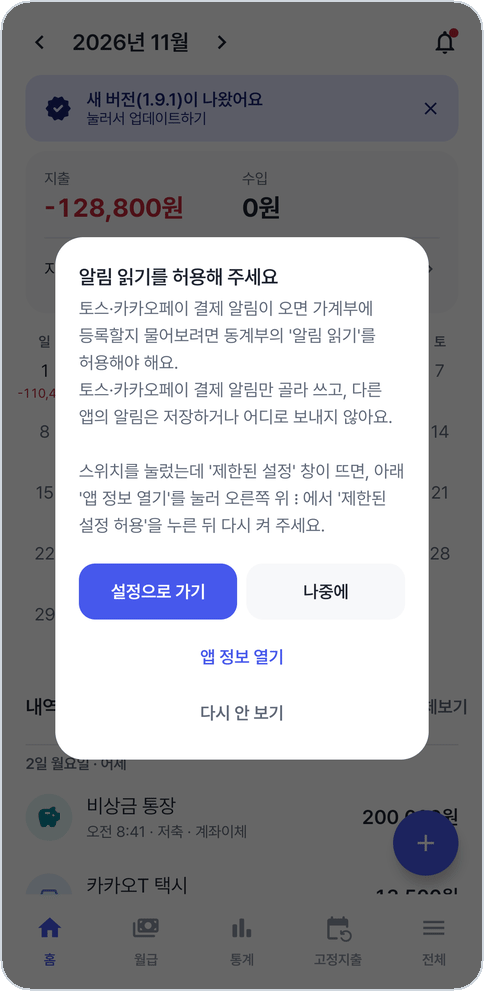 2026년 11월
새 버전(1.9.1)이 나왔어요
눌러서 업데이트하기
지출 수입
-128,800원 0원
알림 읽기를 허용해 주세요
토스·카카오페이 결제 알림이 오면 가계부에
등록할지 물어보려면 동계부의 '알림 읽기'를
허용해야 해요.
토스·카카오페이 결제 알림만 골라 쓰고, 다른
앱의 알림은 저장하거나 어디로 보내지 않아요.
스위치를 눌렀는데 '제한된 설정' 창이 뜨면, 아래
'앱 정보 열기'를 눌러 오른쪽 위 ⋮ 에서 '제한된
설정 허용'을 누른 뒤 다시 켜 주세요.
설정으로 가기 나중에
앱 정보 열기
다시 안 보기
일 토
1 7
8 14
15 21
22 28
29
내역
2일 월요일 · 어제
비상금 통장
오전 8:41 · 저축 · 계좌이체
카카오T 택시
홈 월급 통계 고정지출 전체